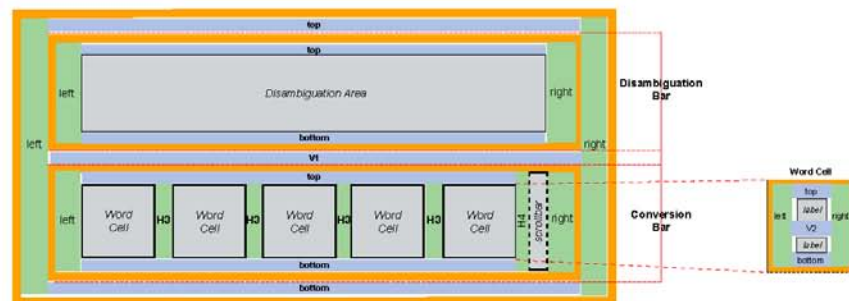 top
top
left
Disambiguation Area
right
bottom
Disambiguation
Bar
left
right
V1
top
left
Word
Cell
H3
Word
Cell
H3
Word
Cell
H3
Word
Cell
H3
Word
Cell
H4
scrollbar
right
bottom
Conversion
Bar
bottom
Word Cell
top
left
label
right
V2
label
bottom